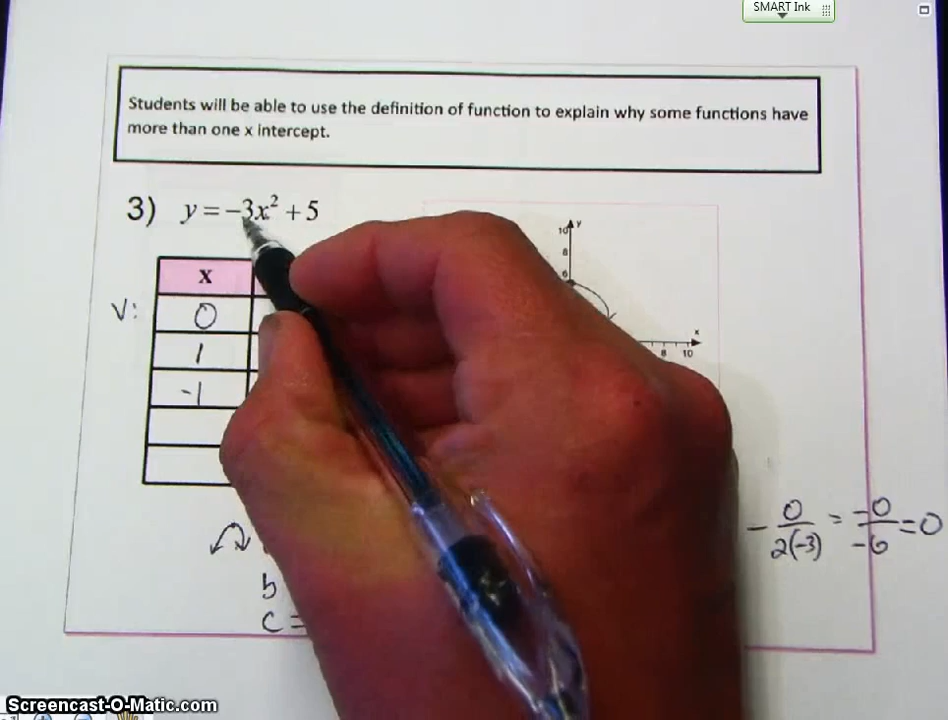 SMART Ink
Students will be able to use the definition of function to explain why some functions have
more than one x intercept.
3) y = -3x² + 5
x
V: 0
1
-1
y
10
8
6
x
8 10
b
c =
- 0/2(-3) = -0/-6 = 0
Screencast-O-Matic.com